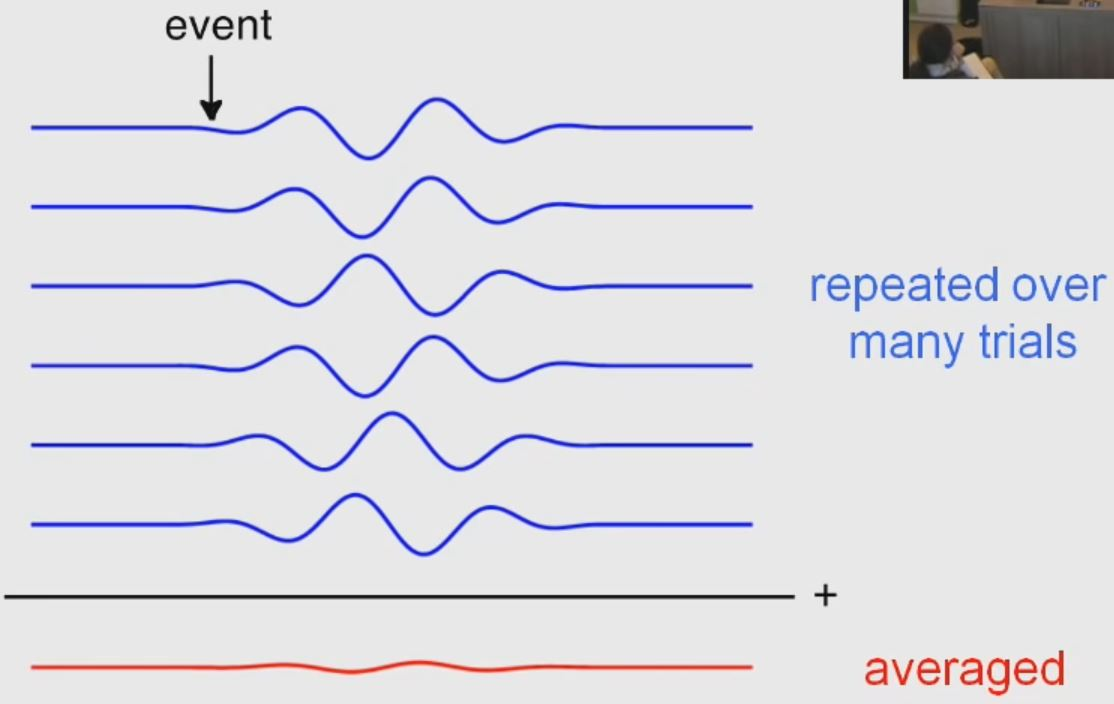 event
repeated over
many trials
+
averaged